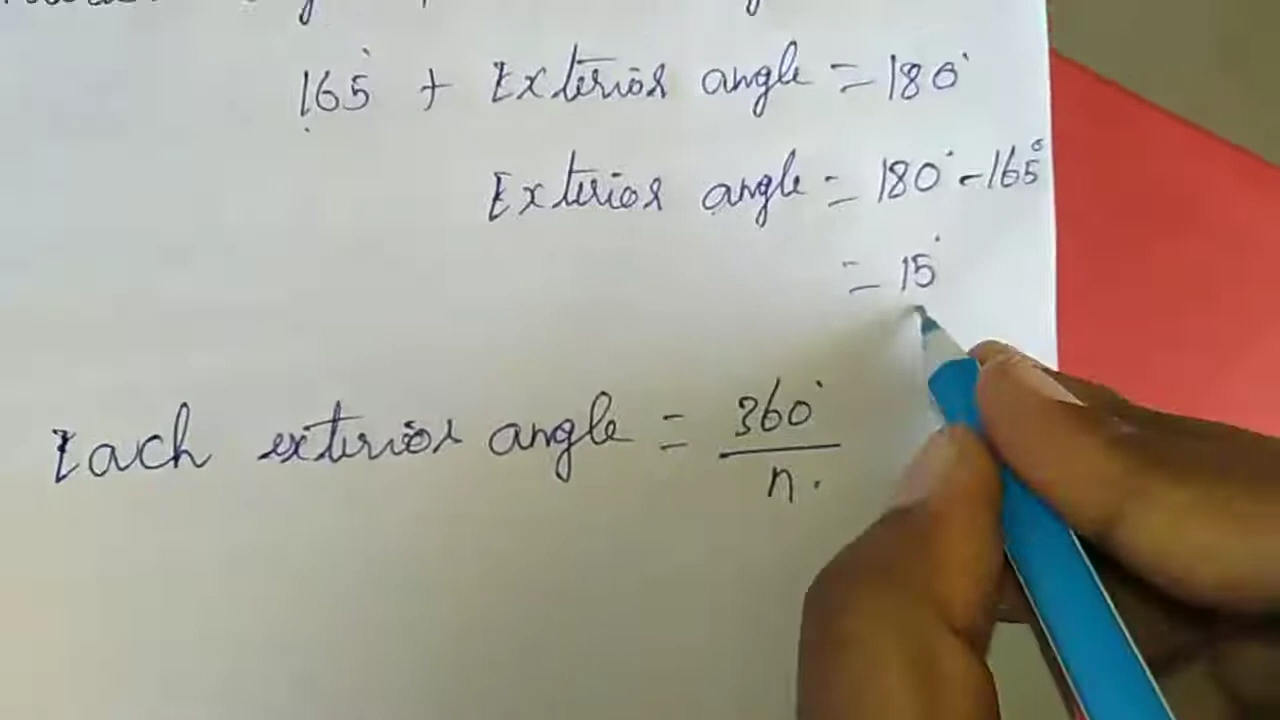 165° + Exterior angle = 180°
Exterior angle = 180° - 165°
= 15°
Each exterior angle = 360° / n.